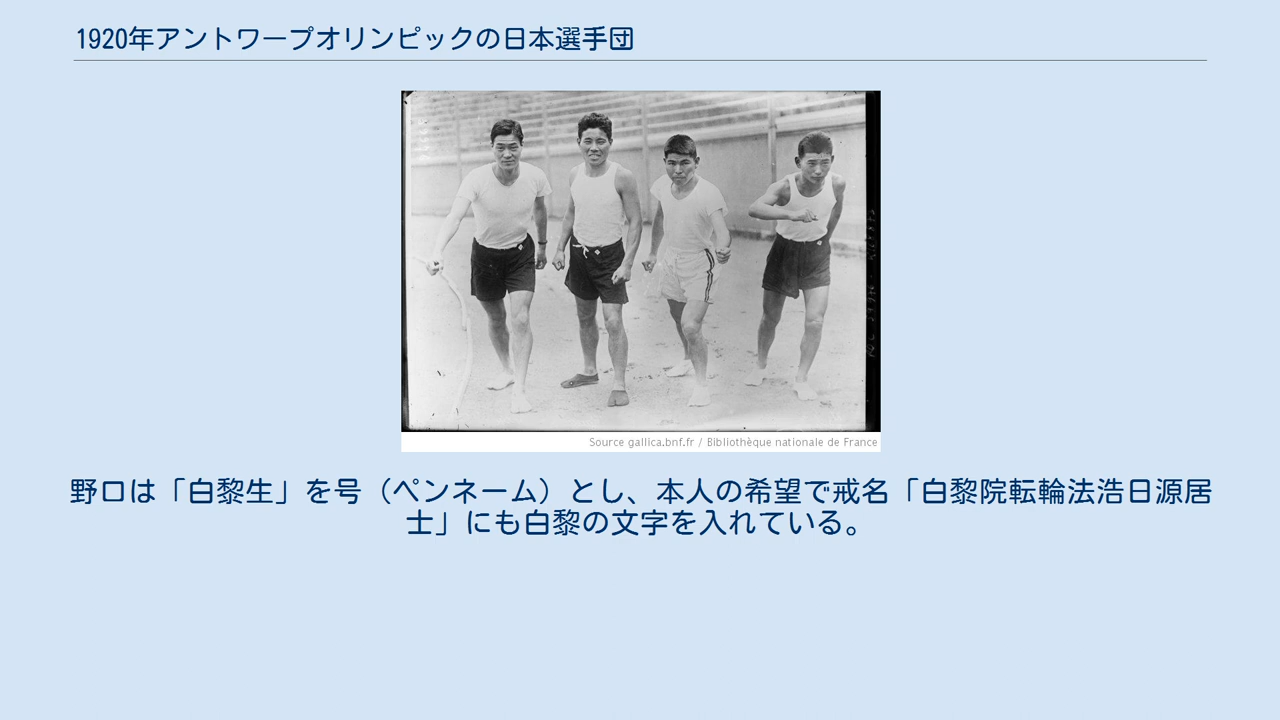 1920年アントワープオリンピックの日本選手団
Source gallica.bnf.fr / Bibliothèque nationale de France
野口は「白黎生」を号（ペンネーム）とし、本人の希望で戒名「白黎院転輪法浩日源居
士」にも白黎の文字を入れている。